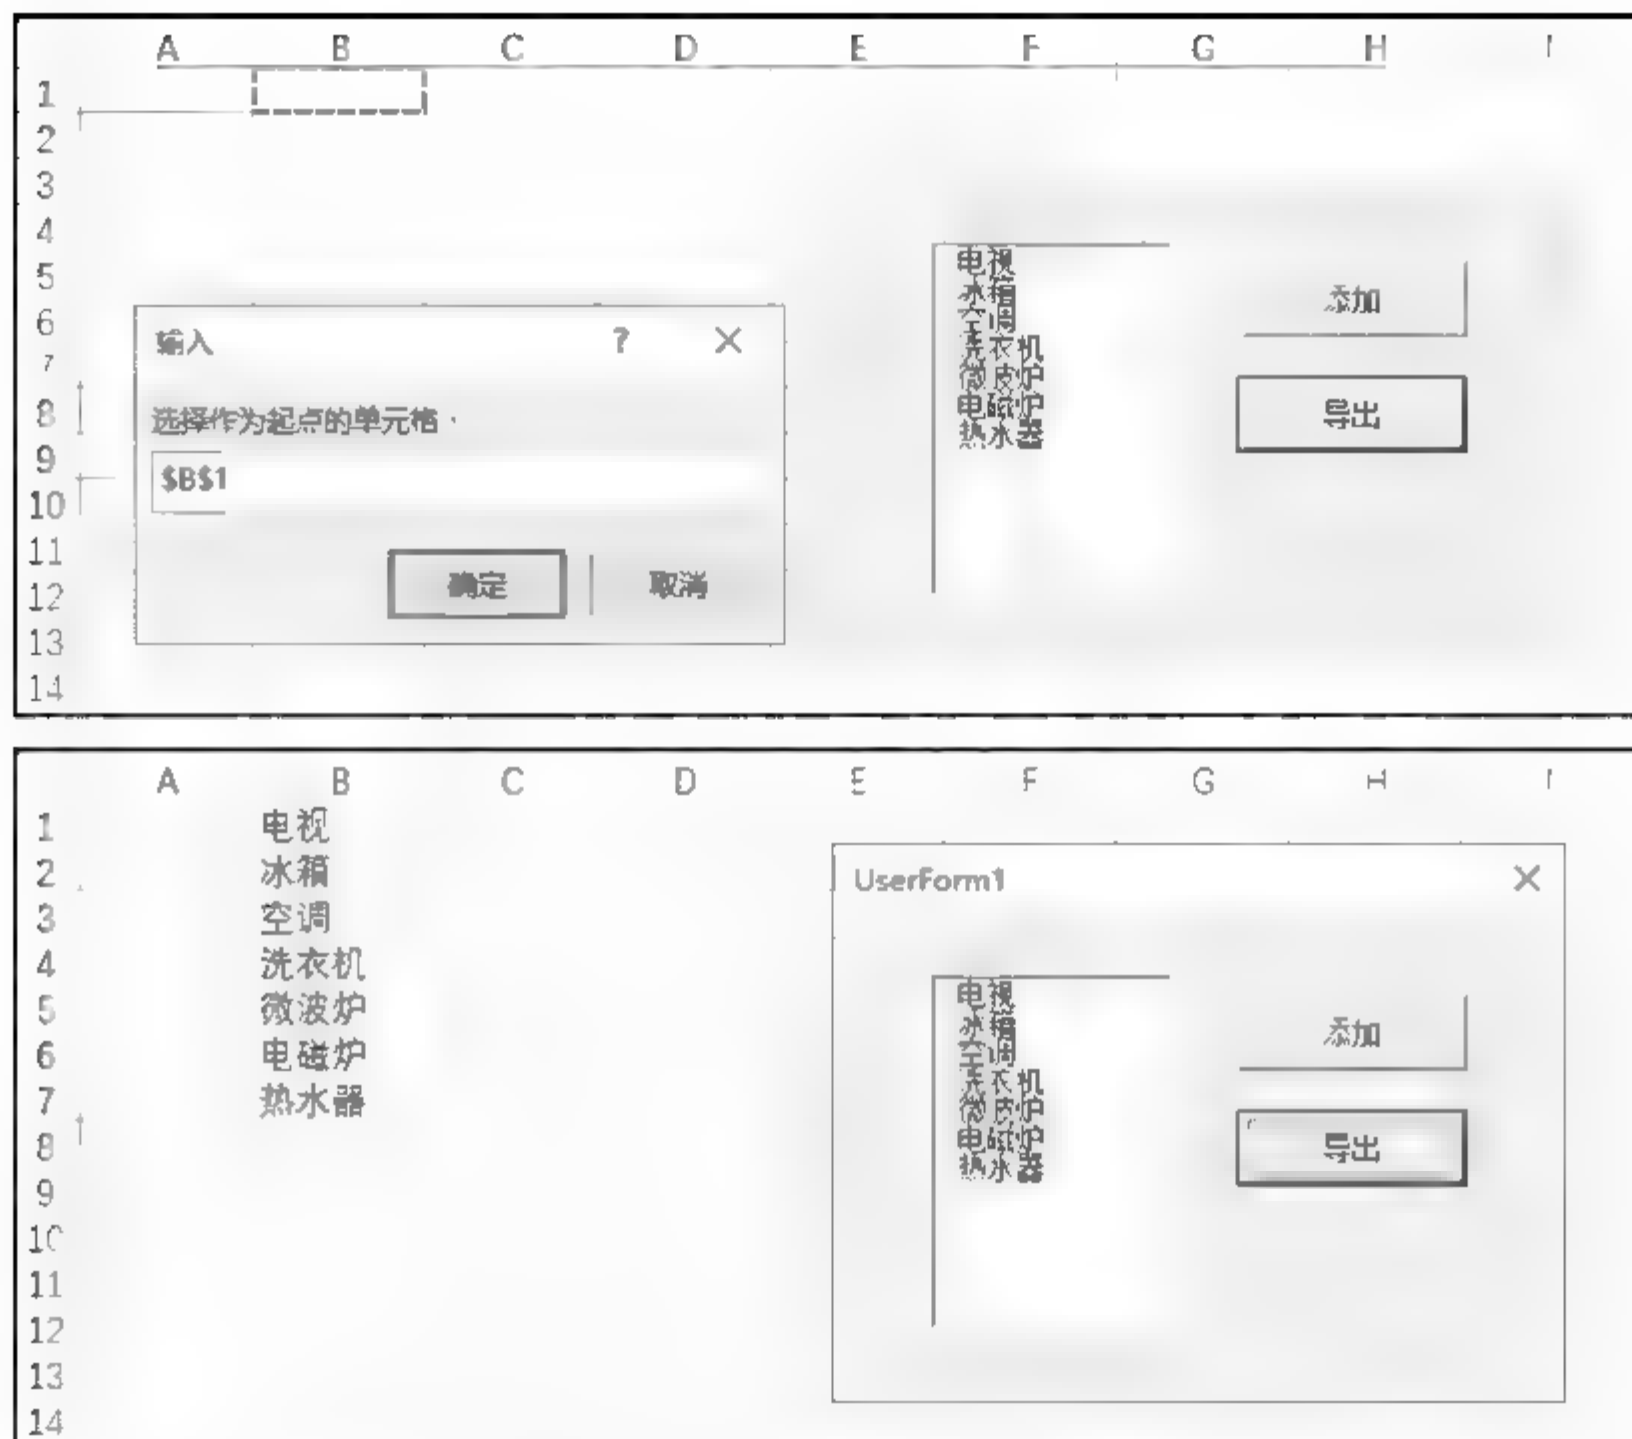 A B C D E F G H
1
2
3
4
5
6
7
8
9
10
11
12
13
14
输入 ? ×
选择作为起点的单元格
$B$1
确定 取消
电视
冰箱
空调
洗衣机
微波炉
电磁炉
热水器
添加
导出
A B C D E F G H
1 电视
2 冰箱
3 空调
4 洗衣机
5 微波炉
6 电磁炉
7 热水器
8
9
10
11
12
13
14
UserForm1 ×
电视
冰箱
空调
洗衣机
微波炉
电磁炉
热水器
添加
导出